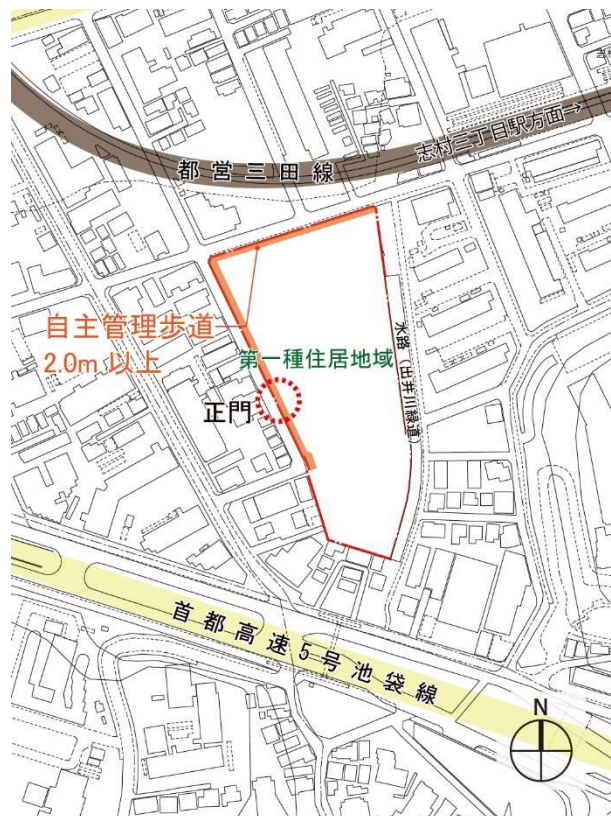 志村三丁目駅方面→
都営三田線
自主管理歩道
2.0m 以上
第一種住居地域
水路(出井川緑道)
正門
首都高速5号池袋線
N